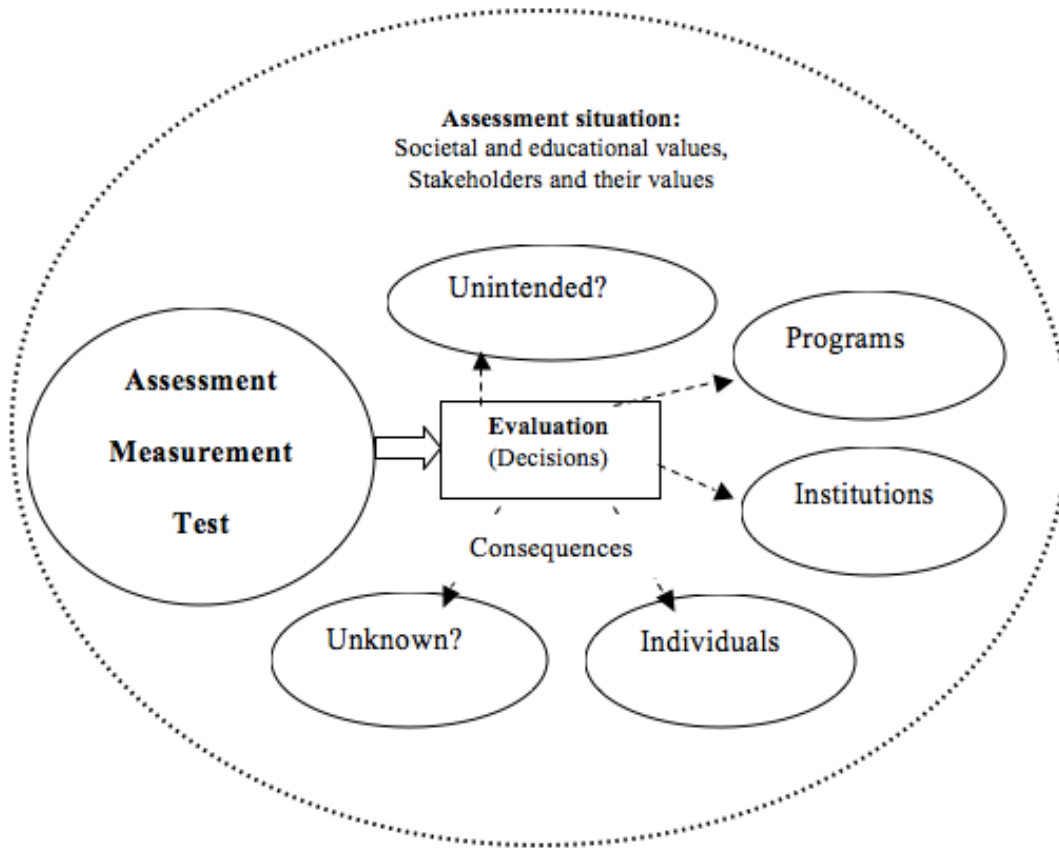 Assessment situation:
Societal and educational values,
Stakeholders and their values
Unintended?
Programs
Assessment
Measurement
Test
Evaluation
(Decisions)
Institutions
Consequences
Unknown?
Individuals